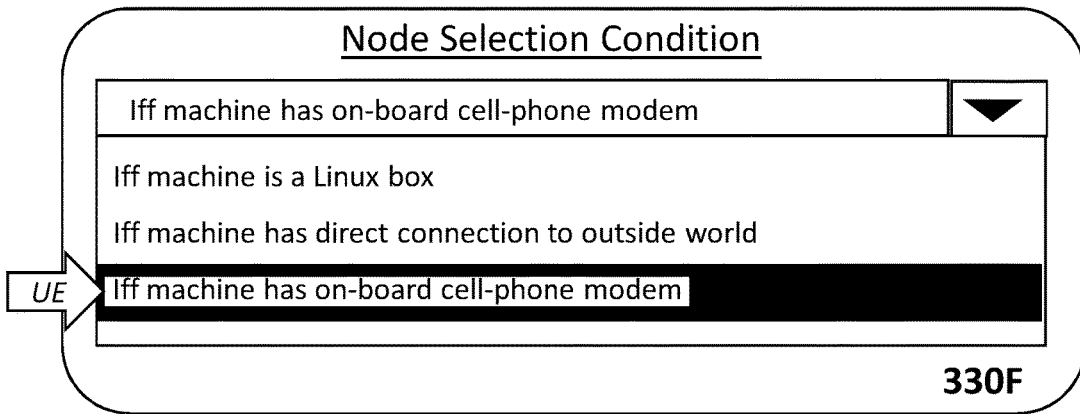 Node Selection Condition
Iff machine has on-board cell-phone modem
Iff machine is a Linux box
Iff machine has direct connection to outside world
UE
Iff machine has on-board cell-phone modem
330F